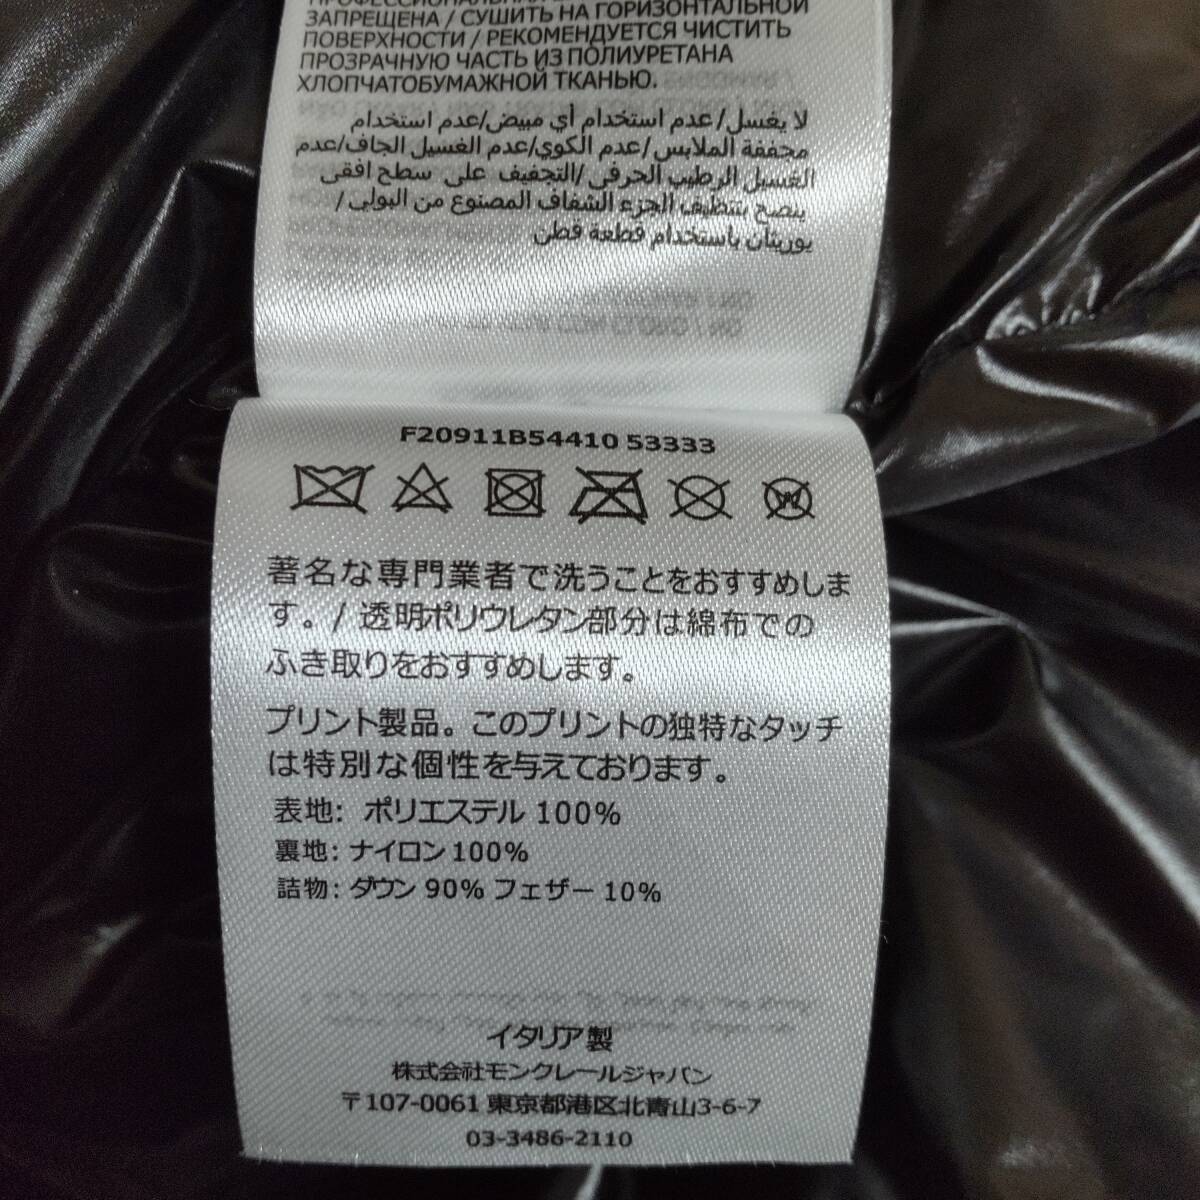 ЗАПРЕЩЕНА / СУШИТЬ НА ГОРИЗОНТАЛЬНОЙ
ПОВЕРХНОСТИ / РЕКОМЕНДУЕТСЯ ЧИСТИТЬ
ПРОЗРАЧНУЮ ЧАСТЬ ИЗ ПОЛИУРЕТАНА
ХЛОПЧАТОБУМАЖНОЙ ТКАНЬЮ.
لا يغسل/عدم استخدام أي مبيض/عدم استخدام
مجففة الملابس/عدم الكوي/عدم الغسيل الجاف/عدم
الغسيل الرطب الحرفي/التجفيف على سطح افقى
ينصح بتنظيف الجزء الشفاف المصنوع من البولي/
يوريتان باستخدام قطعة قطن
F20911B54410 53333
著名な専門業者で洗うことをおすすめしま
す。/ 透明ポリウレタン部分は綿布での
ふき取りをおすすめします。
プリント製品。このプリントの独特なタッチ
は特別な個性を与えております。
表地: ポリエステル 100%
裏地: ナイロン 100%
詰物: ダウン 90% フェザー 10%
イタリア製
株式会社モンクレールジャパン
〒107-0061 東京都港区北青山3-6-7
03-3486-2110